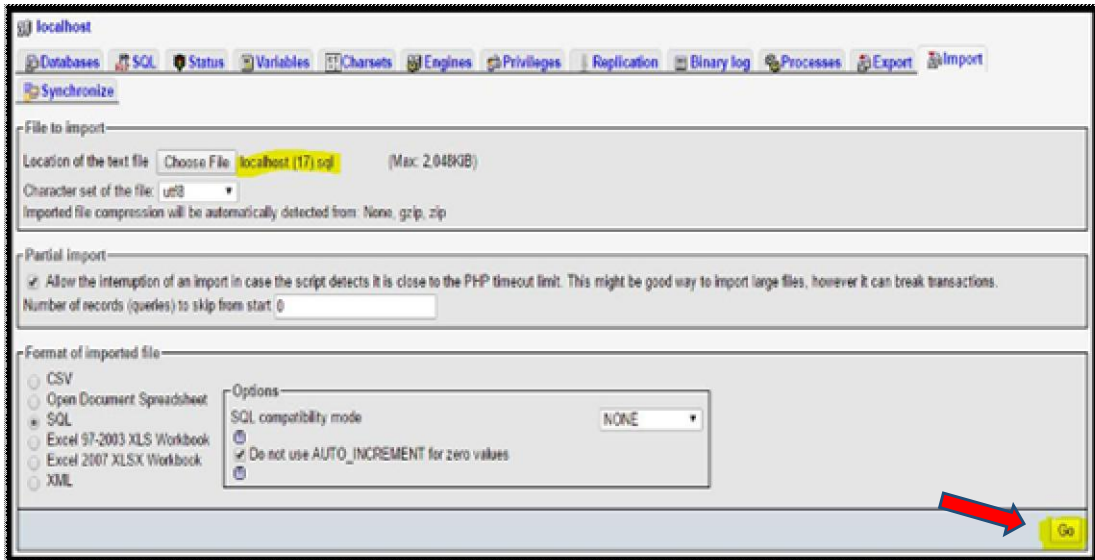 localhost
Databases SQL Status Variables Charsets Engines Privileges Replication Binary log Processes Export Import
Synchronize
File to import
Location of the text file Choose File localhost (17).sql (Max: 2,048KiB)
Character set of the file: utf8
Imported file compression will be automatically detected from: None, gzip, zip
Partial import
Allow the interruption of an import in case the script detects it is close to the PHP timeout limit. This might be good way to import large files, however it can break transactions.
Number of records (queries) to skip from start 0
Format of imported file
CSV
Open Document Spreadsheet
SQL
Excel 97-2003 XLS Workbook
Excel 2007 XLSX Workbook
XML
Options
SQL compatibility mode NONE
Do not use AUTO_INCREMENT for zero values
Go